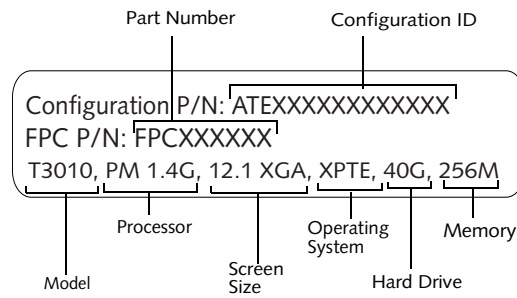 Part Number
Configuration ID
Configuration P/N: ATEXXXXXXXXXXXX
FPC P/N: FPCXXXXXX
T3010, PM 1.4G, 12.1 XGA, XPTE, 40G, 256M
Processor
Operating
System
Memory
Model
Screen
Size
Hard Drive